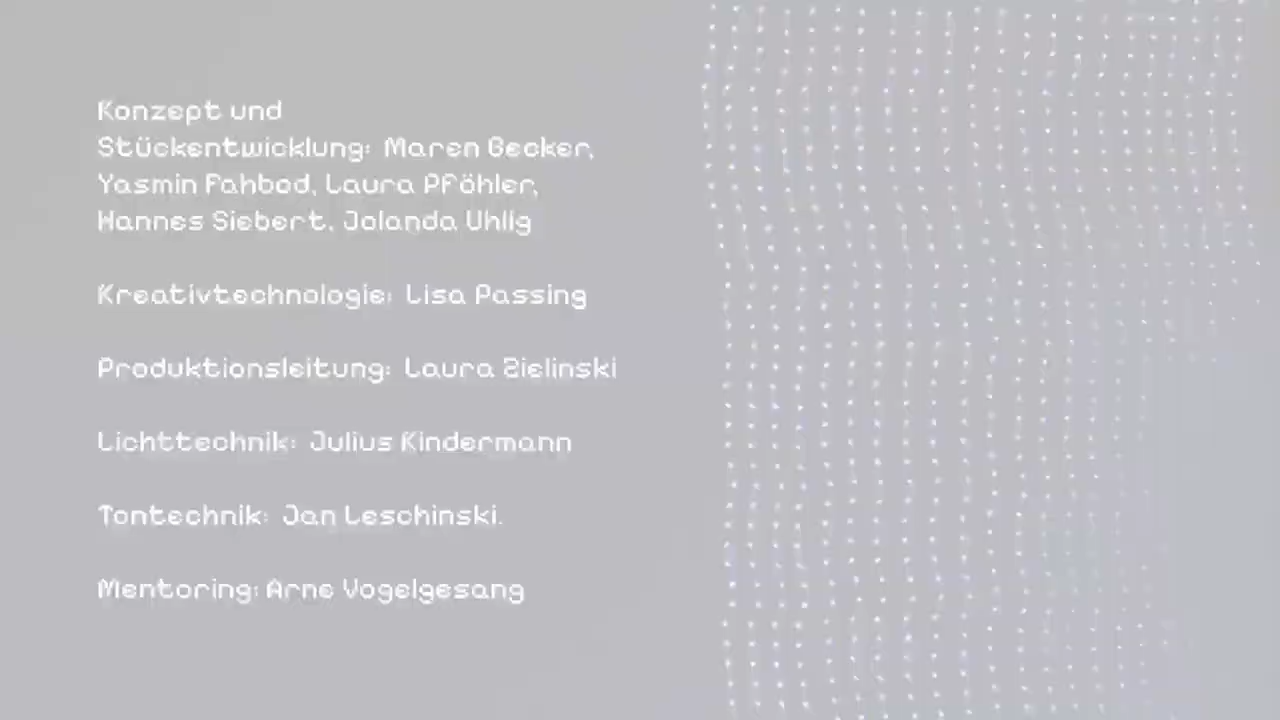 Konzept und
Stückentwicklung: Maren Becker,
Yasmin Fahbod, Laura Pföhler,
Hannes Siebert, Jolanda Uhlig
Kreativtechnologie: Lisa Passing
Produktionsleitung: Laura Zielinski
Lichttechnik: Julius Kindermann
Tontechnik: Jan Leschinski.
Mentoring: Arne Vogelgesang